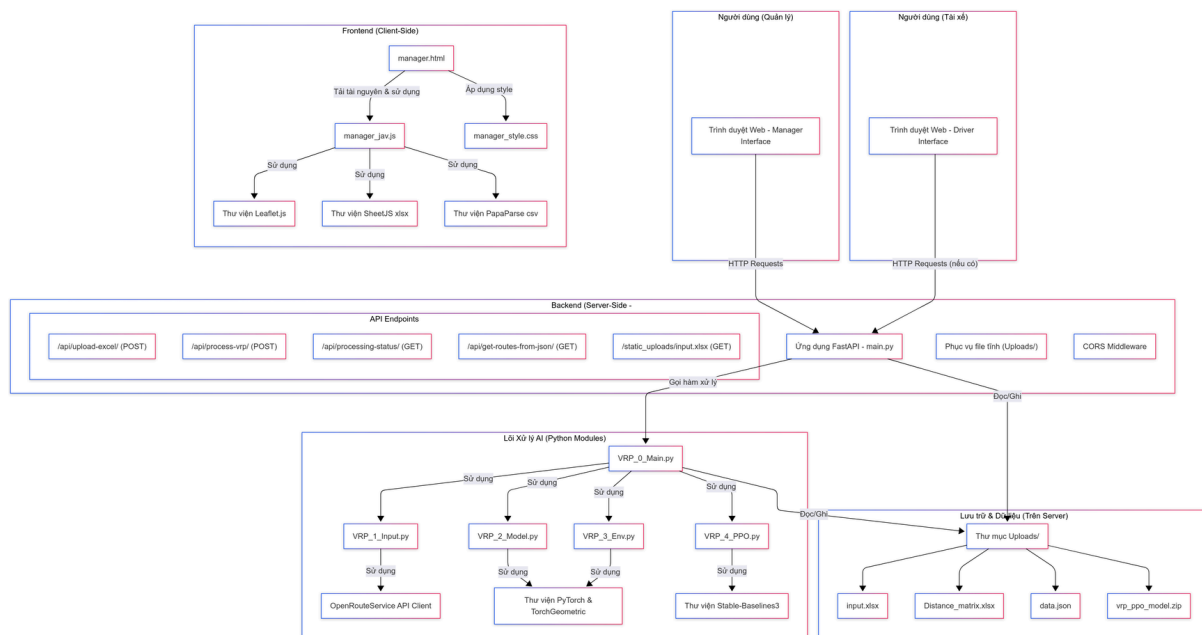 Người dùng (Quản lý)
Người dùng (Tài xế)
Frontend (Client-Side)
manager.html
Tải tài nguyên & sử dụng
Áp dụng style
Trình duyệt Web - Manager
Interface
Trình duyệt Web - Driver
Interface
manager_jav.js
manager_style.css
Sử dụng
Sử dụng
Sử dụng
Thư viện Leaflet.js
Thư viện SheetJS xlsx
Thư viện PapaParse csv
HTTP Requests
HTTP Requests (nếu có)
Backend (Server-Side -
API Endpoints
/api/upload-excel/ (POST)
/api/process-vrp/ (POST)
/api/processing-status/ (GET)
/api/get-routes-from-json/ (GET)
/static_uploads/input.xlsx (GET)
Ứng dụng FastAPI - main.py
Phục vụ file tĩnh (Uploads/)
CORS Middleware
Gọi hàm xử lý
Đọc/Ghi
Lõi Xử lý AI (Python Modules)
VRP_0_Main.py
Sử dụng
Sử dụng
Sử dụng
Sử dụng
Đọc/Ghi
Lưu trữ & Dữ liệu (Trên Server)
VRP_1_Input.py
VRP_2_Model.py
VRP_3_Env.py
VRP_4_PPO.py
Thư mục Uploads/
Sử dụng
Sử dụng
Sử dụng
Sử dụng
OpenRouteService API Client
Thư viện PyTorch &
TorchGeometric
Thư viện Stable-Baselines3
input.xlsx
Distance_matrix.xlsx
data.json
vrp_ppo_model.zip